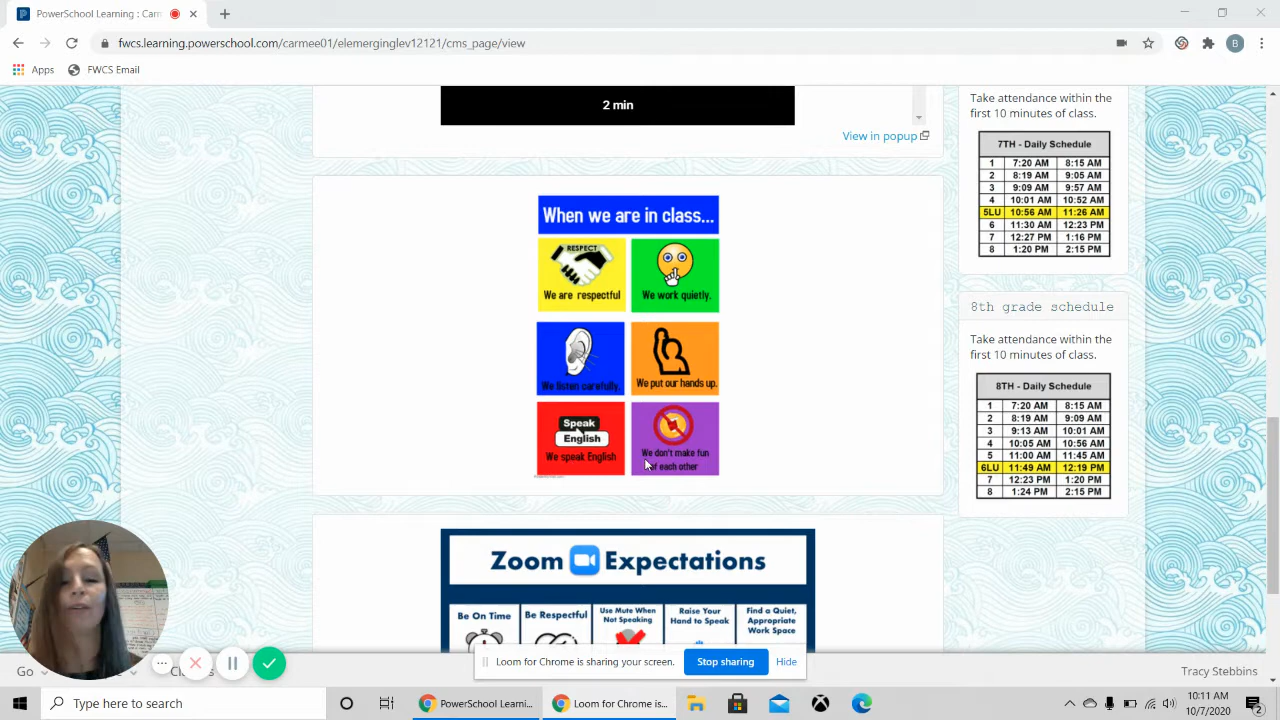 PowerSchool Learning : Carm
fwcs.learning.powerschool.com/carme01/elemerginglev12121/cms_page/view
B
Apps
FWCS Email
2 min
View in popup
When we are in class...
RESPECT
We are respectful
We work quietly.
We listen carefully.
We put our hands up.
Speak
English
We speak English
We don't make fun
of each other
Zoom Expectations
Be On Time
Be Respectful
Use Mute When
Not Speaking
Raise Your
Hand to Speak
Find a Quiet,
Appropriate
Work Space
Take attendance within the
first 10 minutes of class.
7TH - Daily Schedule
1 7:20 AM 8:15 AM
2 8:19 AM 9:05 AM
3 9:09 AM 9:57 AM
4 10:01 AM 10:52 AM
5LU 10:56 AM 11:26 AM
6 11:30 AM 12:23 PM
7 12:27 PM 1:16 PM
8 1:20 PM 2:15 PM
8th grade schedule
Take attendance within the
first 10 minutes of class.
8TH - Daily Schedule
1 7:20 AM 8:15 AM
2 8:19 AM 9:09 AM
3 9:13 AM 10:01 AM
4 10:05 AM 10:56 AM
5 11:00 AM 11:45 AM
6LU 11:49 AM 12:19 PM
7 12:23 PM 1:20 PM
8 1:24 PM 2:15 PM
Loom for Chrome is sharing your screen.
Stop sharing
Hide
Tracy Stebbins
Type here to search
PowerSchool Learni...
Loom for Chrome is...
10:11 AM
10/7/2020
2